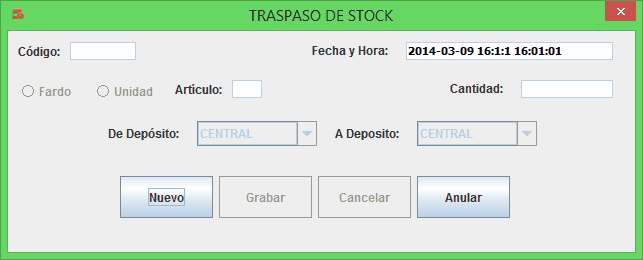 TRASPASO DE STOCK
Código: Fecha y Hora: 2014-03-09 16:1:1 16:01:01
Fardo Unidad Artículo: Cantidad:
De Depósito: CENTRAL A Deposito: CENTRAL
Nuevo Grabar Cancelar Anular